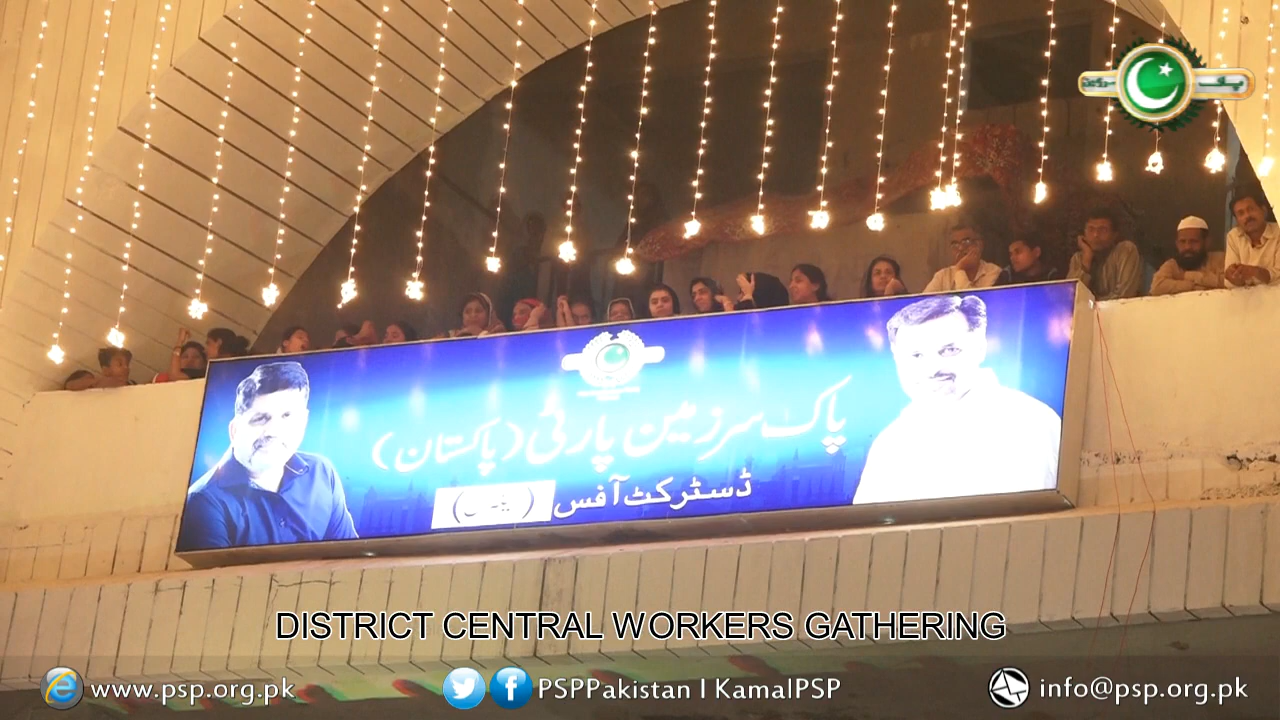 پاک سرزمین پارٹی (پاکستان)
ڈسٹرکٹ آفس
DISTRICT CENTRAL WORKERS GATHERING
www.psp.org.pk
PSPPakistan | KamalPSP
info@psp.org.pk